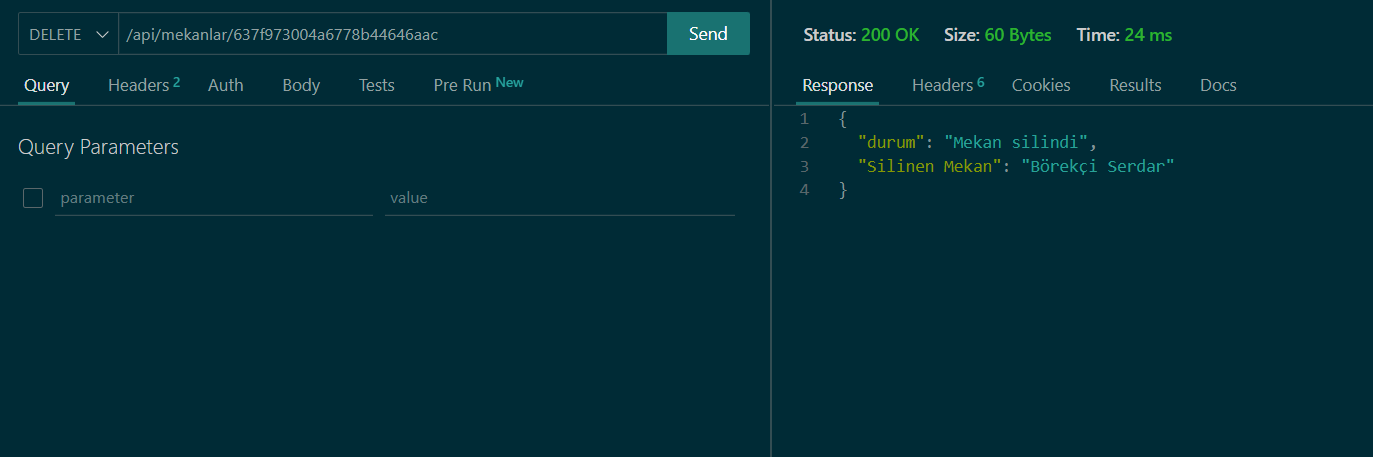 DELETE /api/mekanlar/637f973004a6778b44646aac Send
Query Headers 2 Auth Body Tests Pre Run New
Query Parameters
parameter value
Status: 200 OK Size: 60 Bytes Time: 24 ms
Response Headers 6 Cookies Results Docs
1 {
2 "durum": "Mekan silindi",
3 "Silinen Mekan": "Börekçi Serdar"
4 }